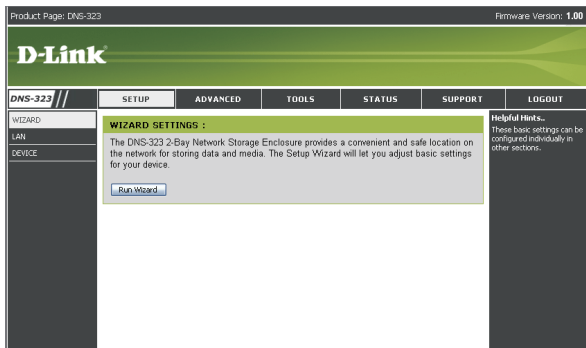 Product Page: DNS-323
Firmware Version: 1.00
D-Link
DNS-323
SETUP
ADVANCED
TOOLS
STATUS
SUPPORT
LOGOUT
WIZARD
LAN
DEVICE
WIZARD SETTINGS :
The DNS-323 2-Bay Network Storage Enclosure provides a convenient and safe location on
the network for storing data and media. The Setup Wizard will let you adjust basic settings
for your device.
Run Wizard
Helpful Hints..
These basic settings can be
configured individually in
other sections.